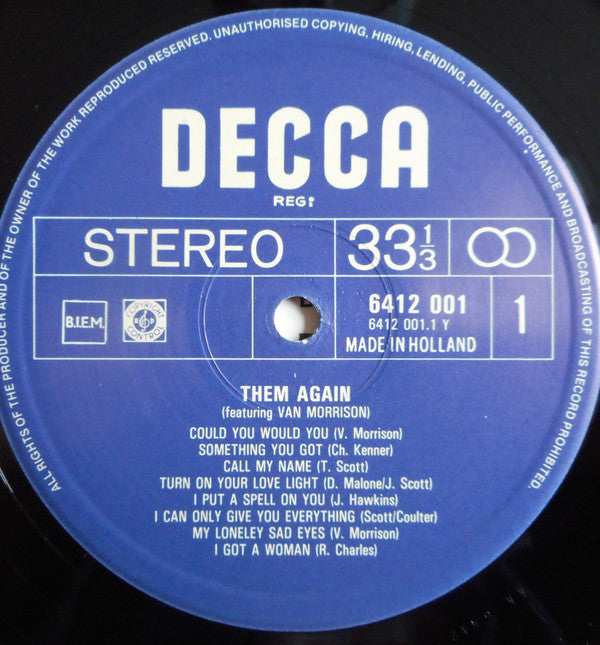 ALL RIGHTS OF THE PRODUCER AND OF THE OWNER OF THE WORK REPRODUCED RESERVED. UNAUTHORISED COPYING, HIRING, LENDING, PUBLIC PERFORMANCE AND BROADCASTING OF THIS RECORD PROHIBITED.
DECCA
REG:
STEREO
33 1/3
B.I.E.M.
COPYRIGHT
B D
CONTROL
6412 001
6412 001.1 Y
MADE IN HOLLAND
1
THEM AGAIN
(featuring VAN MORRISON)
COULD YOU WOULD YOU (V. Morrison)
SOMETHING YOU GOT (Ch. Kenner)
CALL MY NAME (T. Scott)
TURN ON YOUR LOVE LIGHT (D. Malone/J. Scott)
I PUT A SPELL ON YOU (J. Hawkins)
I CAN ONLY GIVE YOU EVERYTHING (Scott/Coulter)
MY LONELEY SAD EYES (V. Morrison)
I GOT A WOMAN (R. Charles)